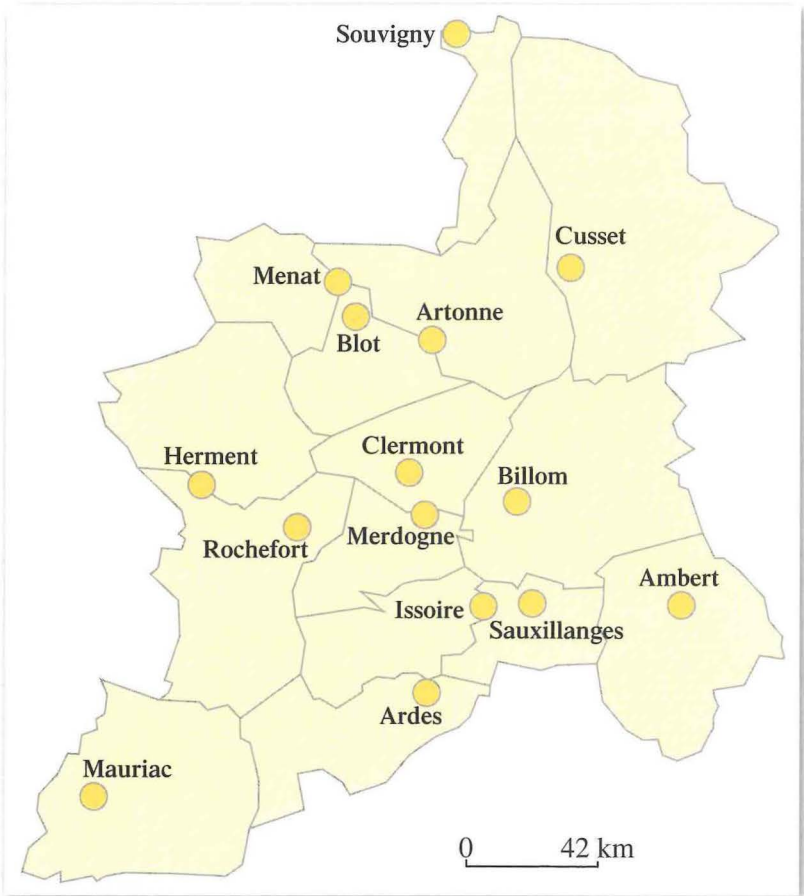 Souvigny
Cusset
Menat
Artonne
Blot
Clermont
Herment
Billom
Merdogne
Rochefort
Ambert
Issoire
Sauxillanges
Ardes
Mauriac
0 42 km